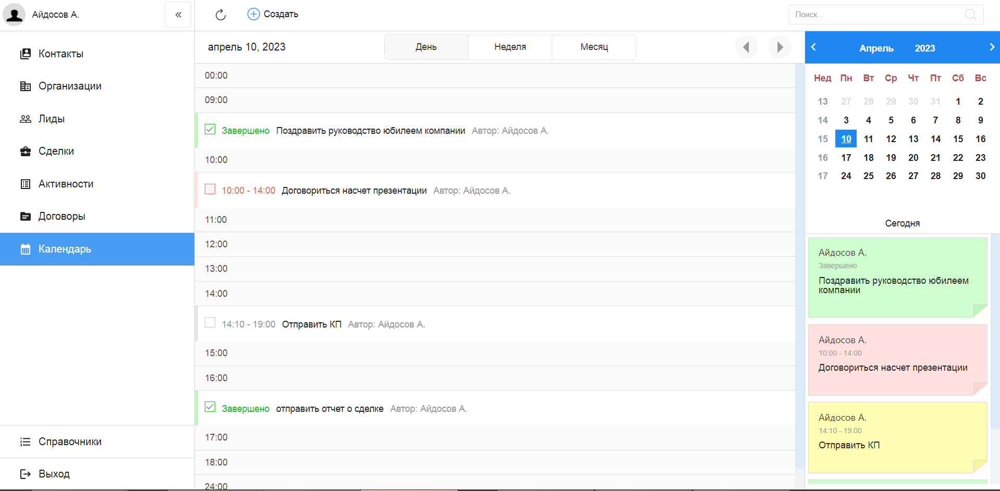 Айдосов А.
«
Создать
Поиск...
Контакты
Организации
Лиды
Сделки
Активности
Договоры
Календарь
Справочники
Выход
апрель 10, 2023
День Неделя Месяц
00:00
09:00
Завершено Поздравить руководство юбилеем компании Автор: Айдосов А.
10:00
10:00 - 14:00 Договориться насчет презентации Автор: Айдосов А.
11:00
12:00
13:00
14:00
14:10 - 19:00 Отправить КП Автор: Айдосов А.
15:00
16:00
Завершено отправить отчет о сделке Автор: Айдосов А.
17:00
18:00
24:00
Апрель 2023
Нед Пн Вт Ср Чт Пт Сб Вс
13 27 28 29 30 31 1 2
14 3 4 5 6 7 8 9
15 10 11 12 13 14 15 16
16 17 18 19 20 21 22 23
17 24 25 26 27 28 29 30
Сегодня
Айдосов А.
Завершено
Поздравить руководство юбилеем
компании
Айдосов А.
10:00 - 14:00
Договориться насчет презентации
Айдосов А.
14:10 - 19:00
Отправить КП